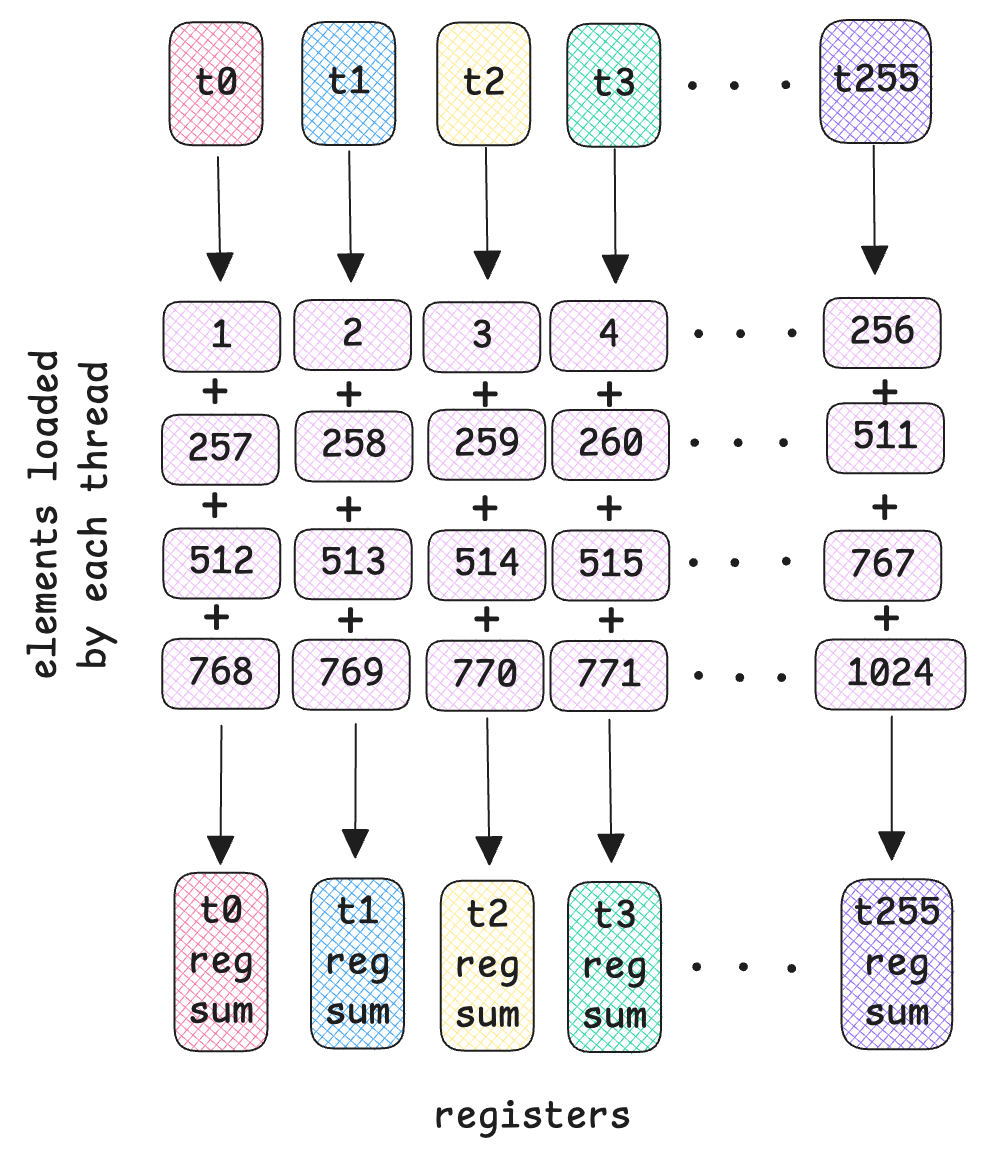 t0 t1 t2 t3 . . . t255
elements loaded
by each thread
1 2 3 4 . . . 256
+ + + + +
257 258 259 260 . . . 511
+ + + + +
512 513 514 515 . . . 767
+ + + + +
768 769 770 771 . . . 1024
t0 t1 t2 t3 t255
reg reg reg reg . . . reg
sum sum sum sum sum
registers